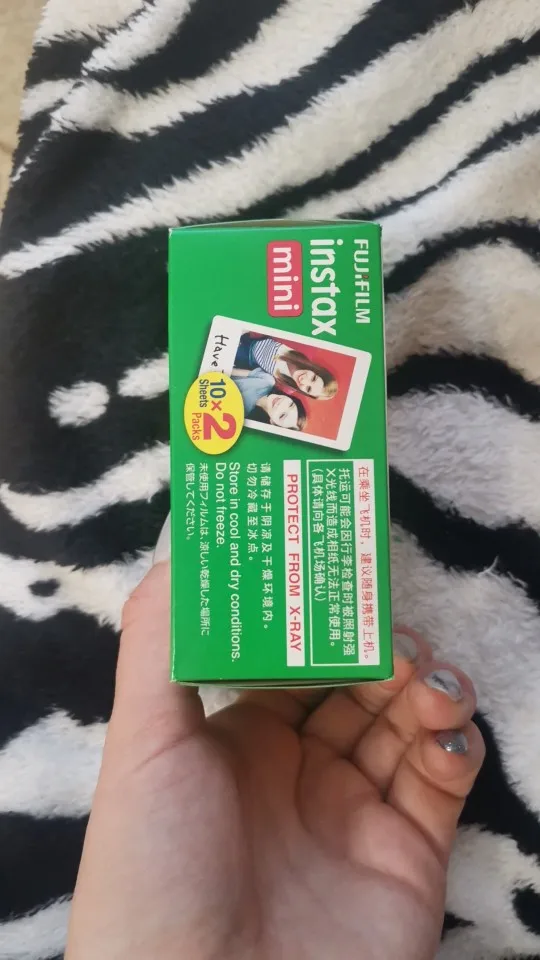 FUJIFILM
instax
mini
Have
10×2
Sheets Packs
在乘坐飞机时，建议随身携带上机。
托运可能会因行李检查时被照射强
X光线而造成相纸无法正常使用。
（具体请向各飞机场确认）
PROTECT FROM X-RAY
请储存于阴凉及干燥环境内。
切勿冷藏至冰点。
Store in cool and dry conditions.
Do not freeze.
未使用フィルムは、涼しい乾燥した場所に
保管してください。